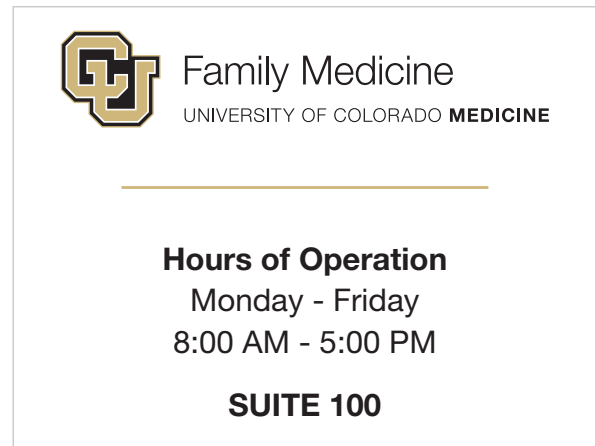 CU
Family Medicine
UNIVERSITY OF COLORADO MEDICINE
Hours of Operation
Monday - Friday
8:00 AM - 5:00 PM
SUITE 100